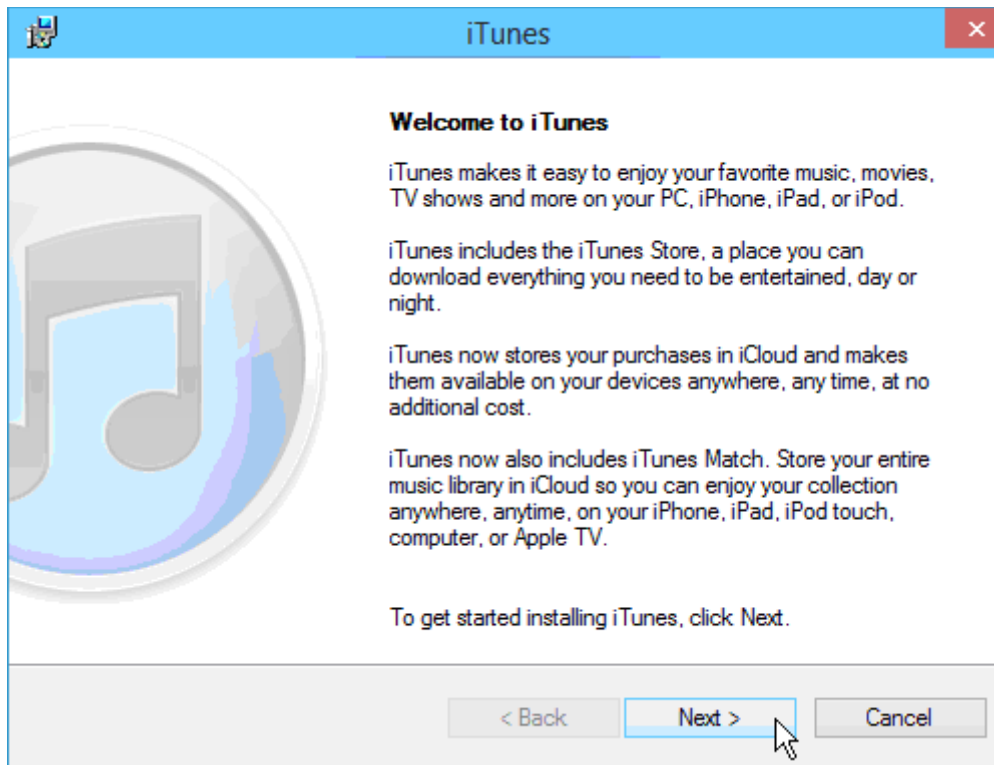 iTunes
Welcome to iTunes
iTunes makes it easy to enjoy your favorite music, movies,
TV shows and more on your PC, iPhone, iPad, or iPod.
iTunes includes the iTunes Store, a place you can
download everything you need to be entertained, day or
night.
iTunes now stores your purchases in iCloud and makes
them available on your devices anywhere, any time, at no
additional cost.
iTunes now also includes iTunes Match. Store your entire
music library in iCloud so you can enjoy your collection
anywhere, anytime, on your iPhone, iPad, iPod touch,
computer, or Apple TV.
To get started installing iTunes, click Next.
< Back Next > Cancel